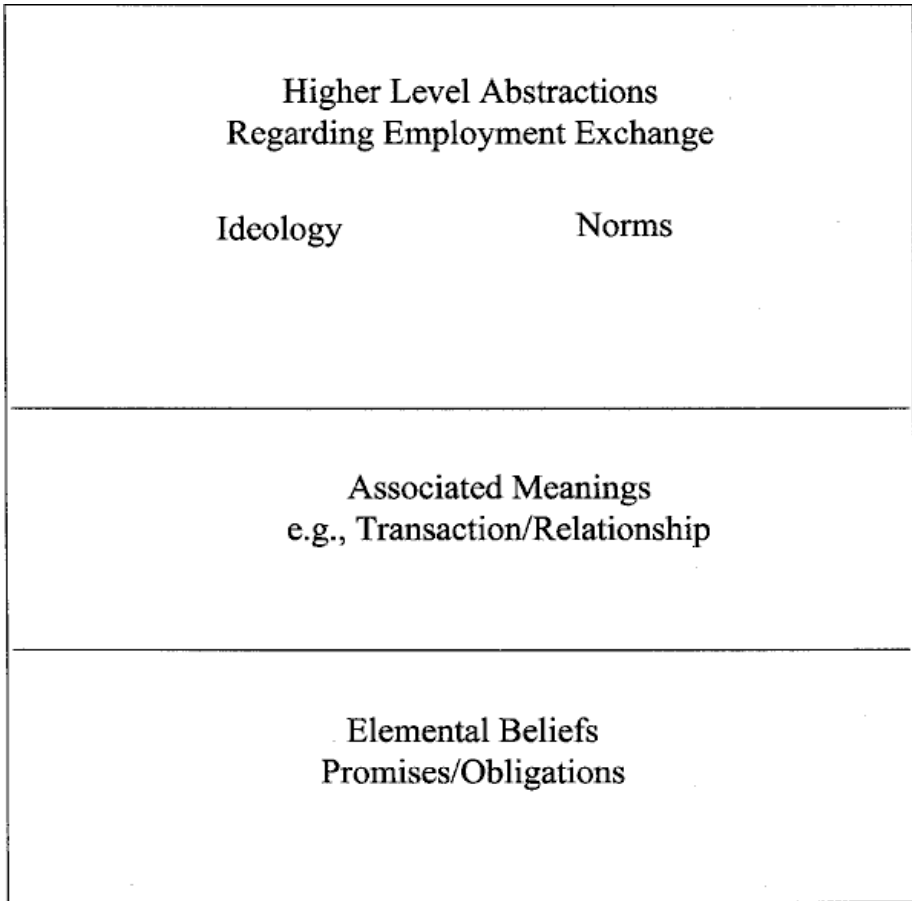 Higher Level Abstractions
Regarding Employment Exchange
Ideology Norms
Associated Meanings
e.g., Transaction/Relationship
Elemental Beliefs
Promises/Obligations